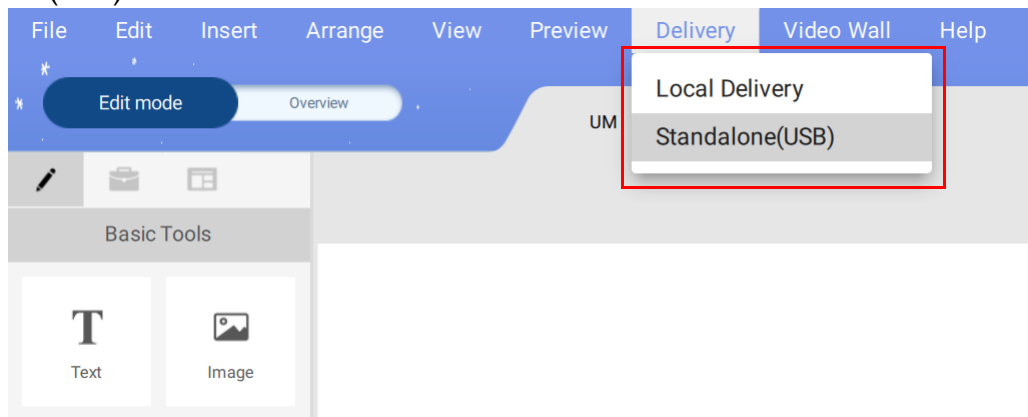 File Edit Insert Arrange View Preview Delivery Video Wall Help
Edit mode Overview
Local Delivery
UM
Standalone(USB)
Basic Tools
Text Image